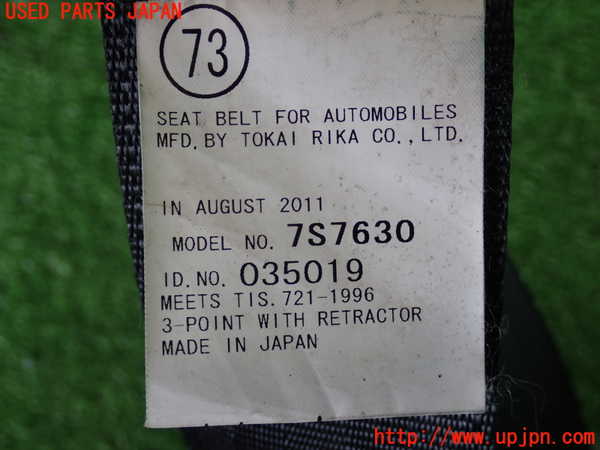 USED PARTS JAPAN
73
SEAT BELT FOR AUTOMOBILES
MFD. BY TOKAI RIKA CO., LTD.
IN AUGUST 2011
MODEL NO. 7S7630
ID.NO. 035019
MEETS TIS. 721-1996
3-POINT WITH RETRACTOR
MADE IN JAPAN
http://www.upjpn.com/